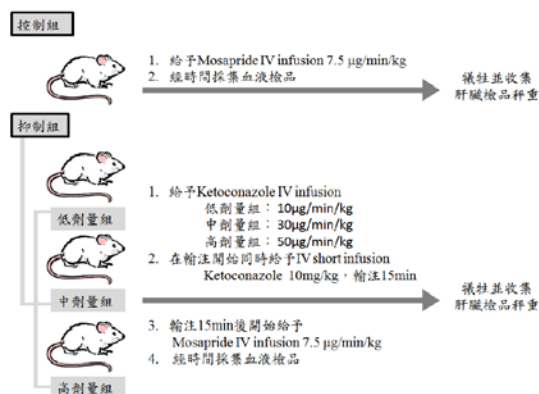 控制組
1. 給予Mosapride IV infusion 7.5 μg/min/kg
2. 經時間採集血液檢品
犧牲並收集
肝臟檢品秤重
抑制組
低劑量組
中劑量組
高劑量組
1. 給予Ketoconazole IV infusion
低劑量組：10μg/min/kg
中劑量組：30μg/min/kg
高劑量組：50μg/min/kg
2. 在輸注開始同時給予IV short infusion
Ketoconazole 10mg/kg，輸注15min
3. 輸注15min後開始給予
Mosapride IV infusion 7.5 μg/min/kg
4. 經時間採集血液檢品
犧牲並收集
肝臟檢品秤重